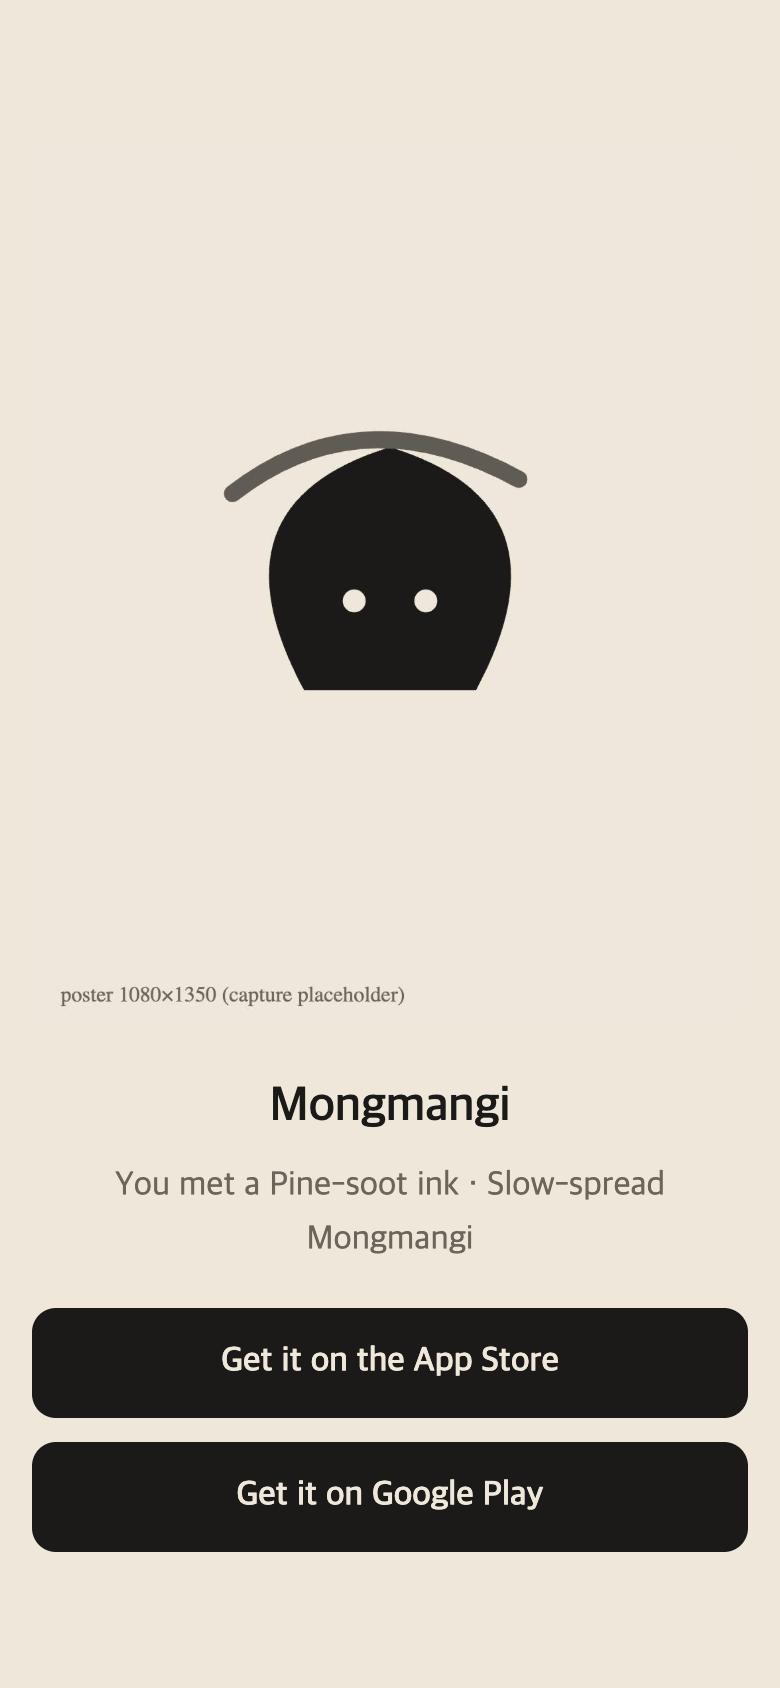 poster 1080×1350 (capture placeholder)
Mongmangi
You met a Pine-soot ink · Slow-spread
Mongmangi
Get it on the App Store
Get it on Google Play